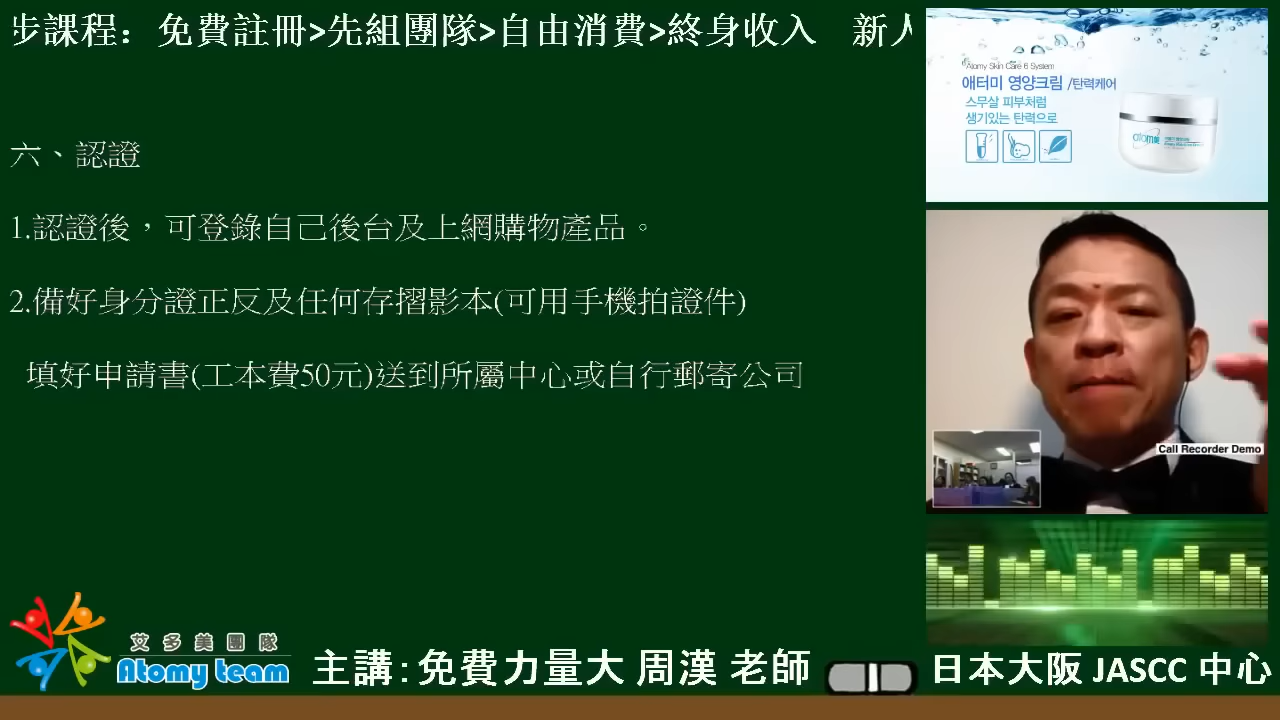 步課程：免費註冊>先組團隊>自由消費>終身收入 新人
六、認證
1.認證後，可登錄自己後台及上網購物產品。
2.備好身分證正反及任何存摺影本(可用手機拍證件)
填好申請書(工本費50元)送到所屬中心或自行郵寄公司
Atomy Skin Care 6 System
애터미 영양크림 /탄력케어
스무살 피부처럼
생기있는 탄력으로
atom美
Call Recorder Demo
艾多美團隊
Atomy team
主講：免費力量大 周漢 老師
日本大阪 JASCC 中心